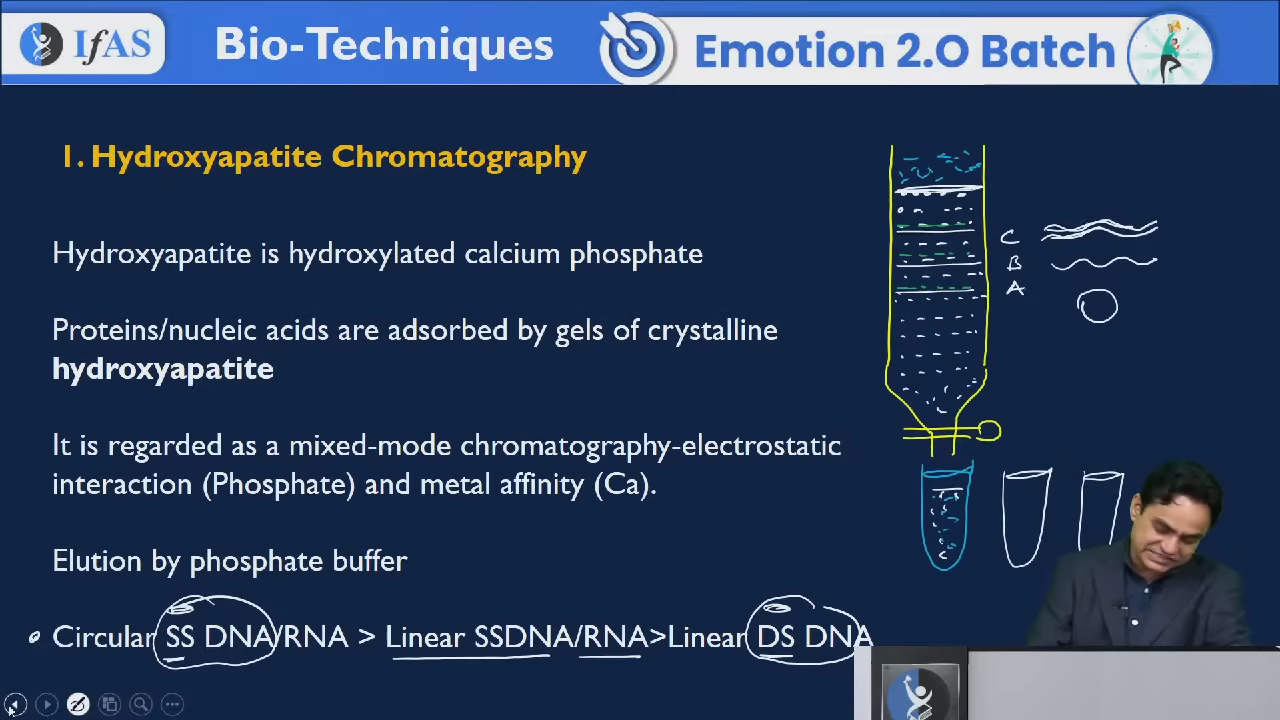 IfAS
Bio-Techniques
Emotion 2.O Batch
1. Hydroxyapatite Chromatography
Hydroxyapatite is hydroxylated calcium phosphate
Proteins/nucleic acids are adsorbed by gels of crystalline
hydroxyapatite
It is regarded as a mixed-mode chromatography-electrostatic
interaction (Phosphate) and metal affinity (Ca).
Elution by phosphate buffer
Circular SS DNA/RNA > Linear SSDNA/RNA>Linear DS DNA
C
B
A